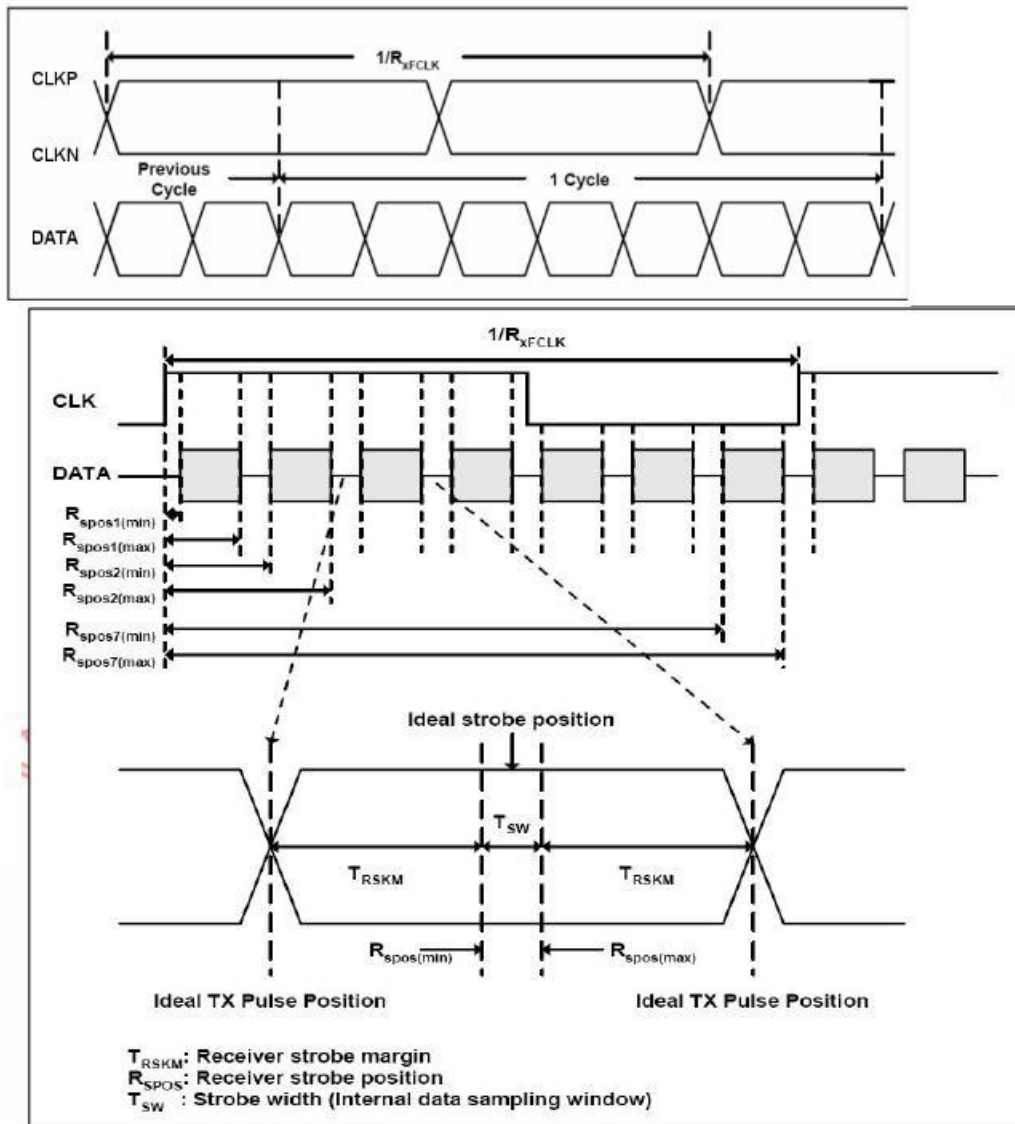 1/RxFCLK
CLKP
CLKN
Previous
Cycle
1 Cycle
DATA
1/RxFCLK
CLK
DATA
Rspos1(min)
Rspos1(max)
Rspos2(min)
Rspos2(max)
Rspos7(min)
Rspos7(max)
Ideal strobe position
TSW
TRSKM
TRSKM
Rspos(min)
Rspos(max)
Ideal TX Pulse Position
Ideal TX Pulse Position
TRSKM: Receiver strobe margin
RSPOS: Receiver strobe position
TSW : Strobe width (Internal data sampling window)